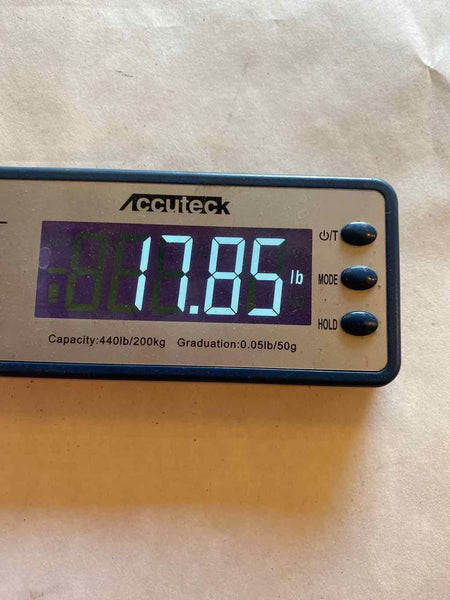 Accuteck
17.85 lb
⏻/T
MODE
HOLD
Capacity:440lb/200kg Graduation:0.05lb/50g